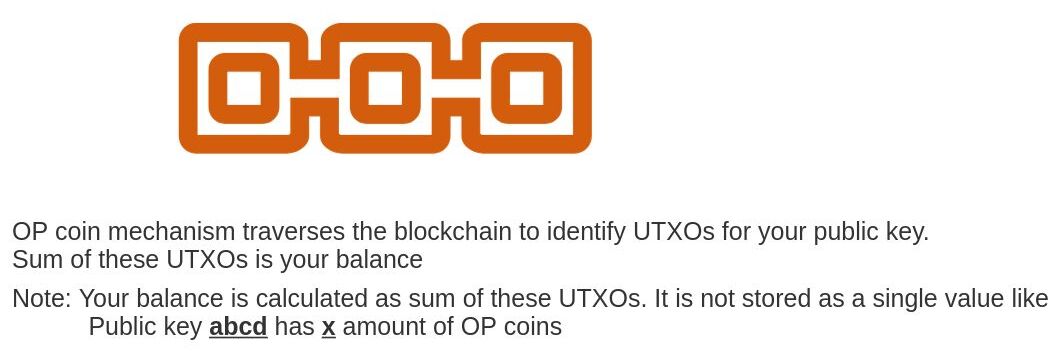 OP coin mechanism traverses the blockchain to identify UTXOs for your public key.
Sum of these UTXOs is your balance
Note: Your balance is calculated as sum of these UTXOs. It is not stored as a single value like
Public key abcd has x amount of OP coins